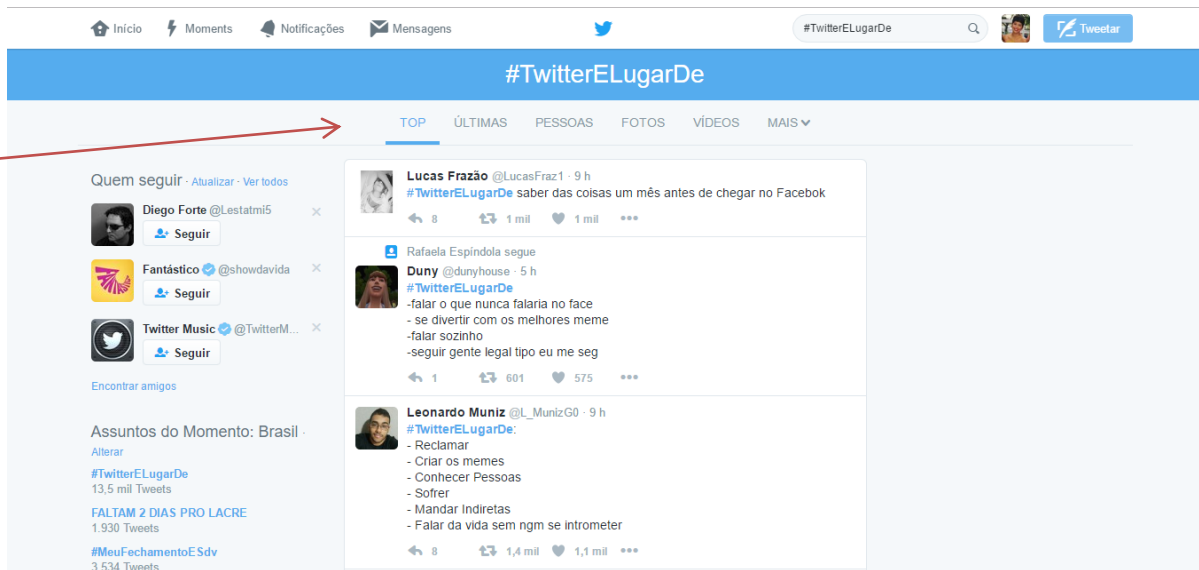 Início Moments Notificações Mensagens #TwitterELugarDe Tweetar
#TwitterELugarDe
TOP ÚLTIMAS PESSOAS FOTOS VÍDEOS MAIS
Quem seguir · Atualizar · Ver todos
Diego Forte @Lestatmi5
Seguir
Fantástico @showdavida
Seguir
Twitter Music @TwitterM...
Seguir
Encontrar amigos
Assuntos do Momento: Brasil ·
Alterar
#TwitterELugarDe
13,5 mil Tweets
FALTAM 2 DIAS PRO LACRE
1.930 Tweets
#MeuFechamentoESdv
3.534 Tweets
Lucas Frazão @LucasFraz1 · 9 h
#TwitterELugarDe saber das coisas um mês antes de chegar no Facebok
8 1 mil 1 mil
Rafaela Espíndola segue
Duny @dunyhouse · 5 h
#TwitterELugarDe
-falar o que nunca falaria no face
- se divertir com os melhores meme
-falar sozinho
-seguir gente legal tipo eu me seg
1 601 575
Leonardo Muniz @L_MunizG0 · 9 h
#TwitterELugarDe:
- Reclamar
- Criar os memes
- Conhecer Pessoas
- Sofrer
- Mandar Indiretas
- Falar da vida sem ngm se intrometer
8 1,4 mil 1,1 mil